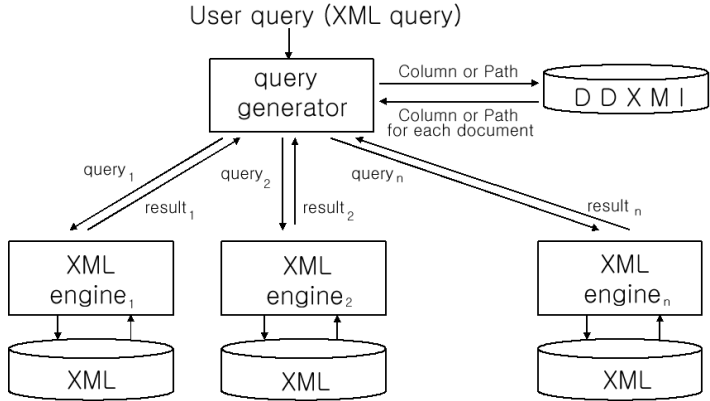 User query (XML query)
query
generator
Column or Path
Column or Path
for each document
D D X M I
query1
result1
query2
result2
queryn
resultn
XML
engine1
XML
engine2
XML
enginen
XML
XML
XML